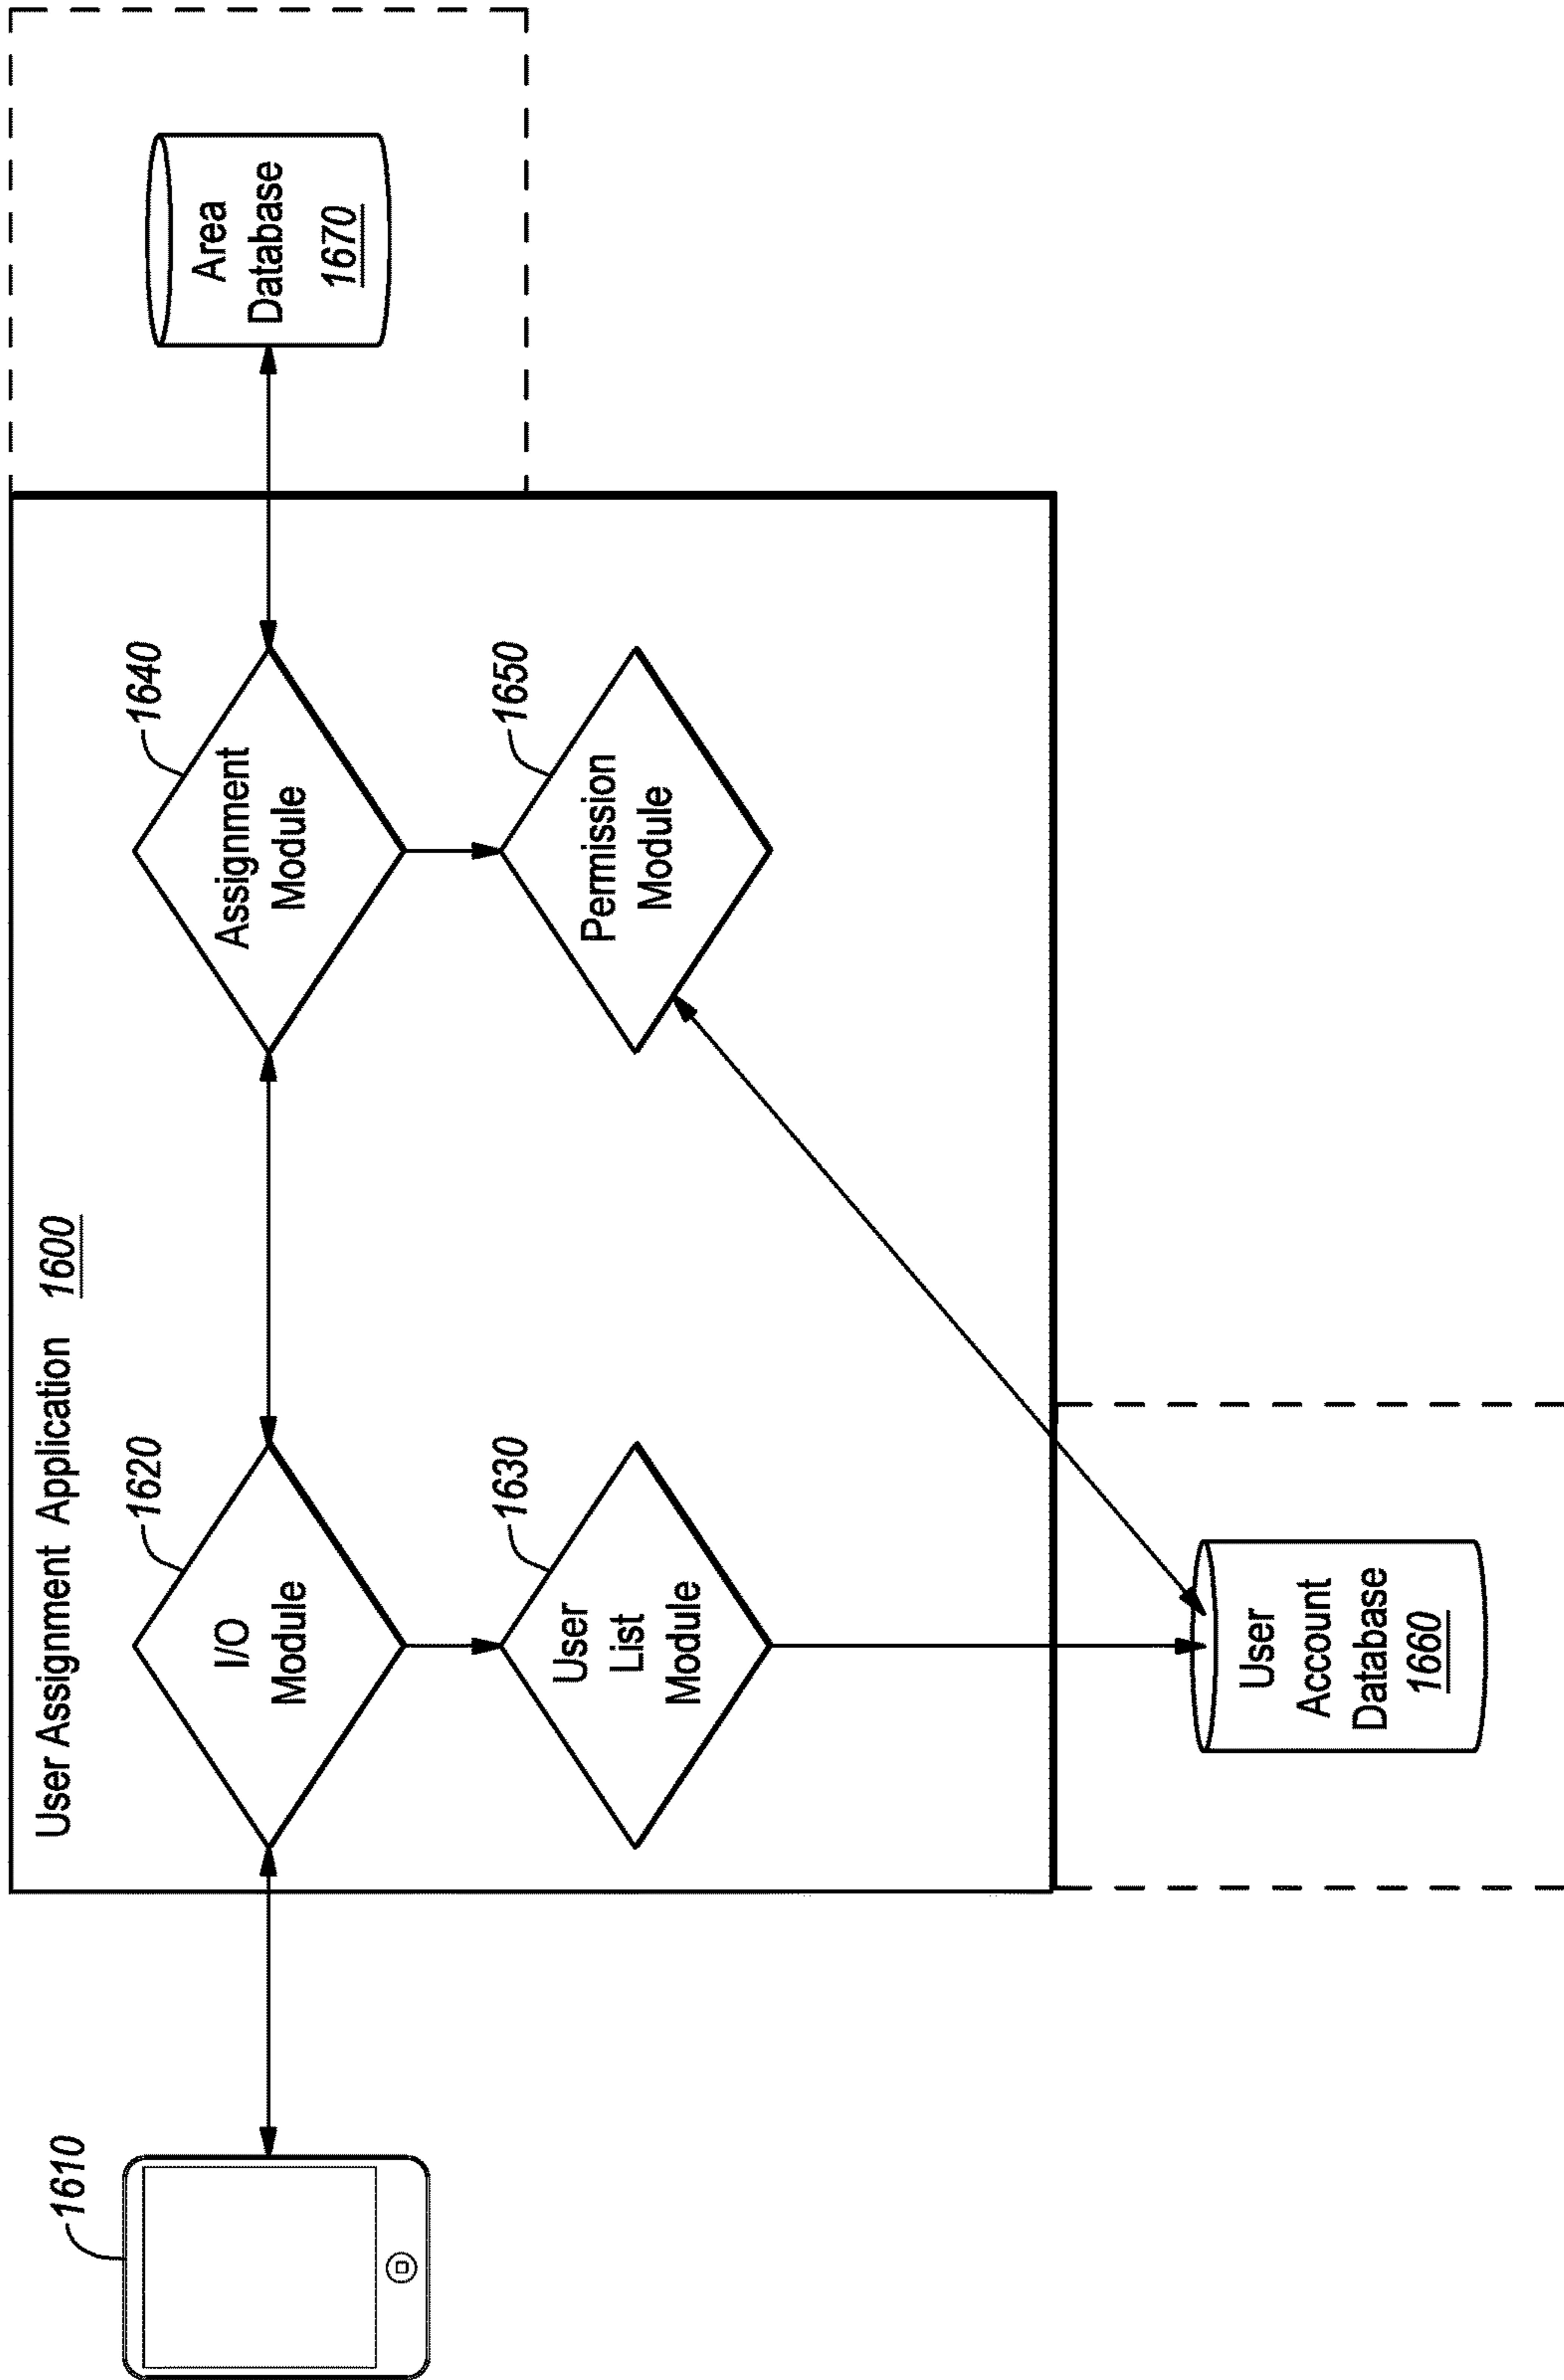 User Assignment Application 1600
1610
1620
I/O
Module
1640
Assignment
Module
Area
Database
1670
1630
User
List
Module
1650
Permission
Module
User
Account
Database
1660